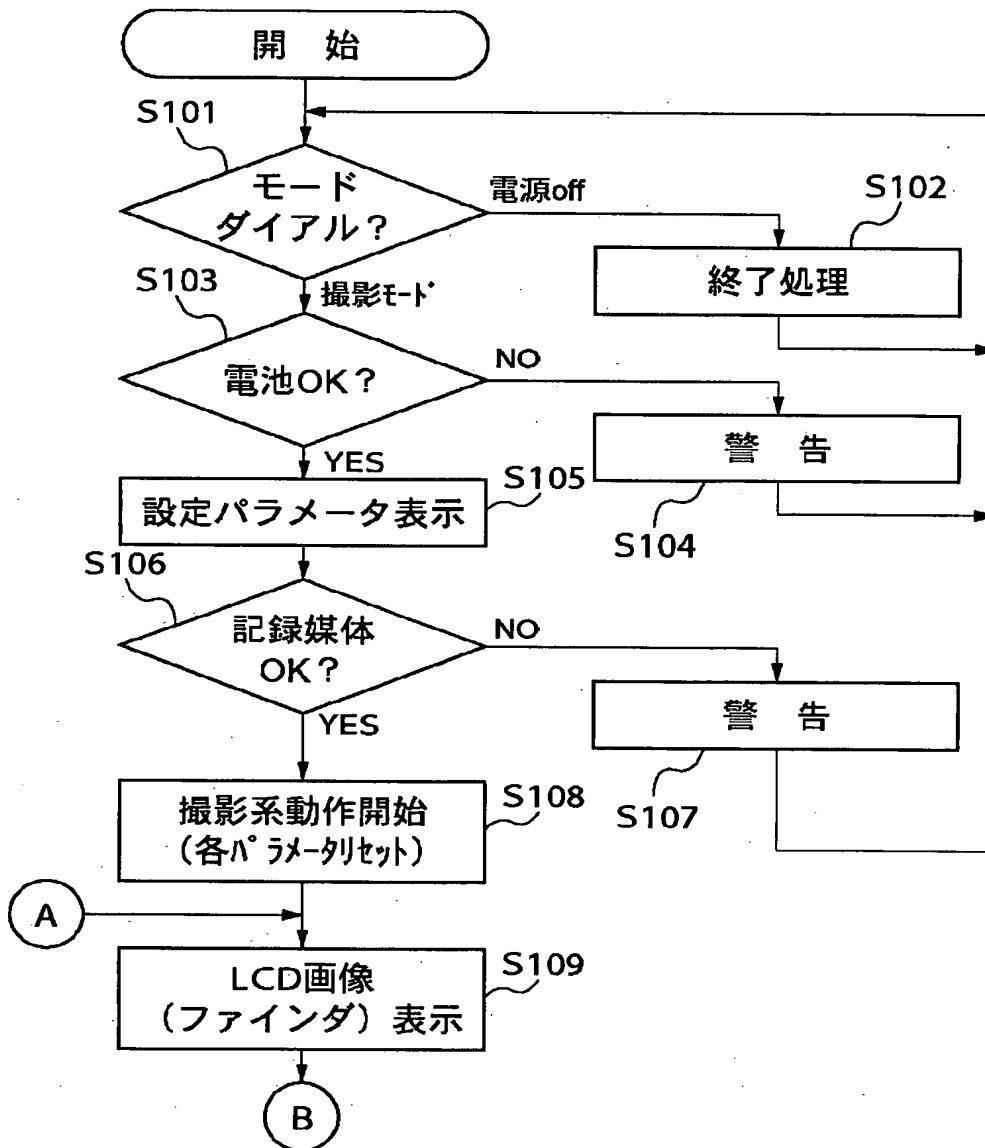 開 始
S101
モード
ダイアル？
電源off
S102
終了処理
撮影ﾓｰﾄﾞ
S103
電池OK？
NO
警 告
S104
YES
設定パラメータ表示
S105
S106
記録媒体
OK？
NO
警 告
S107
YES
撮影系動作開始
（各ﾊﾟﾗﾒｰﾀﾘｾｯﾄ）
S108
A
LCD画像
（ファインダ）表示
S109
B